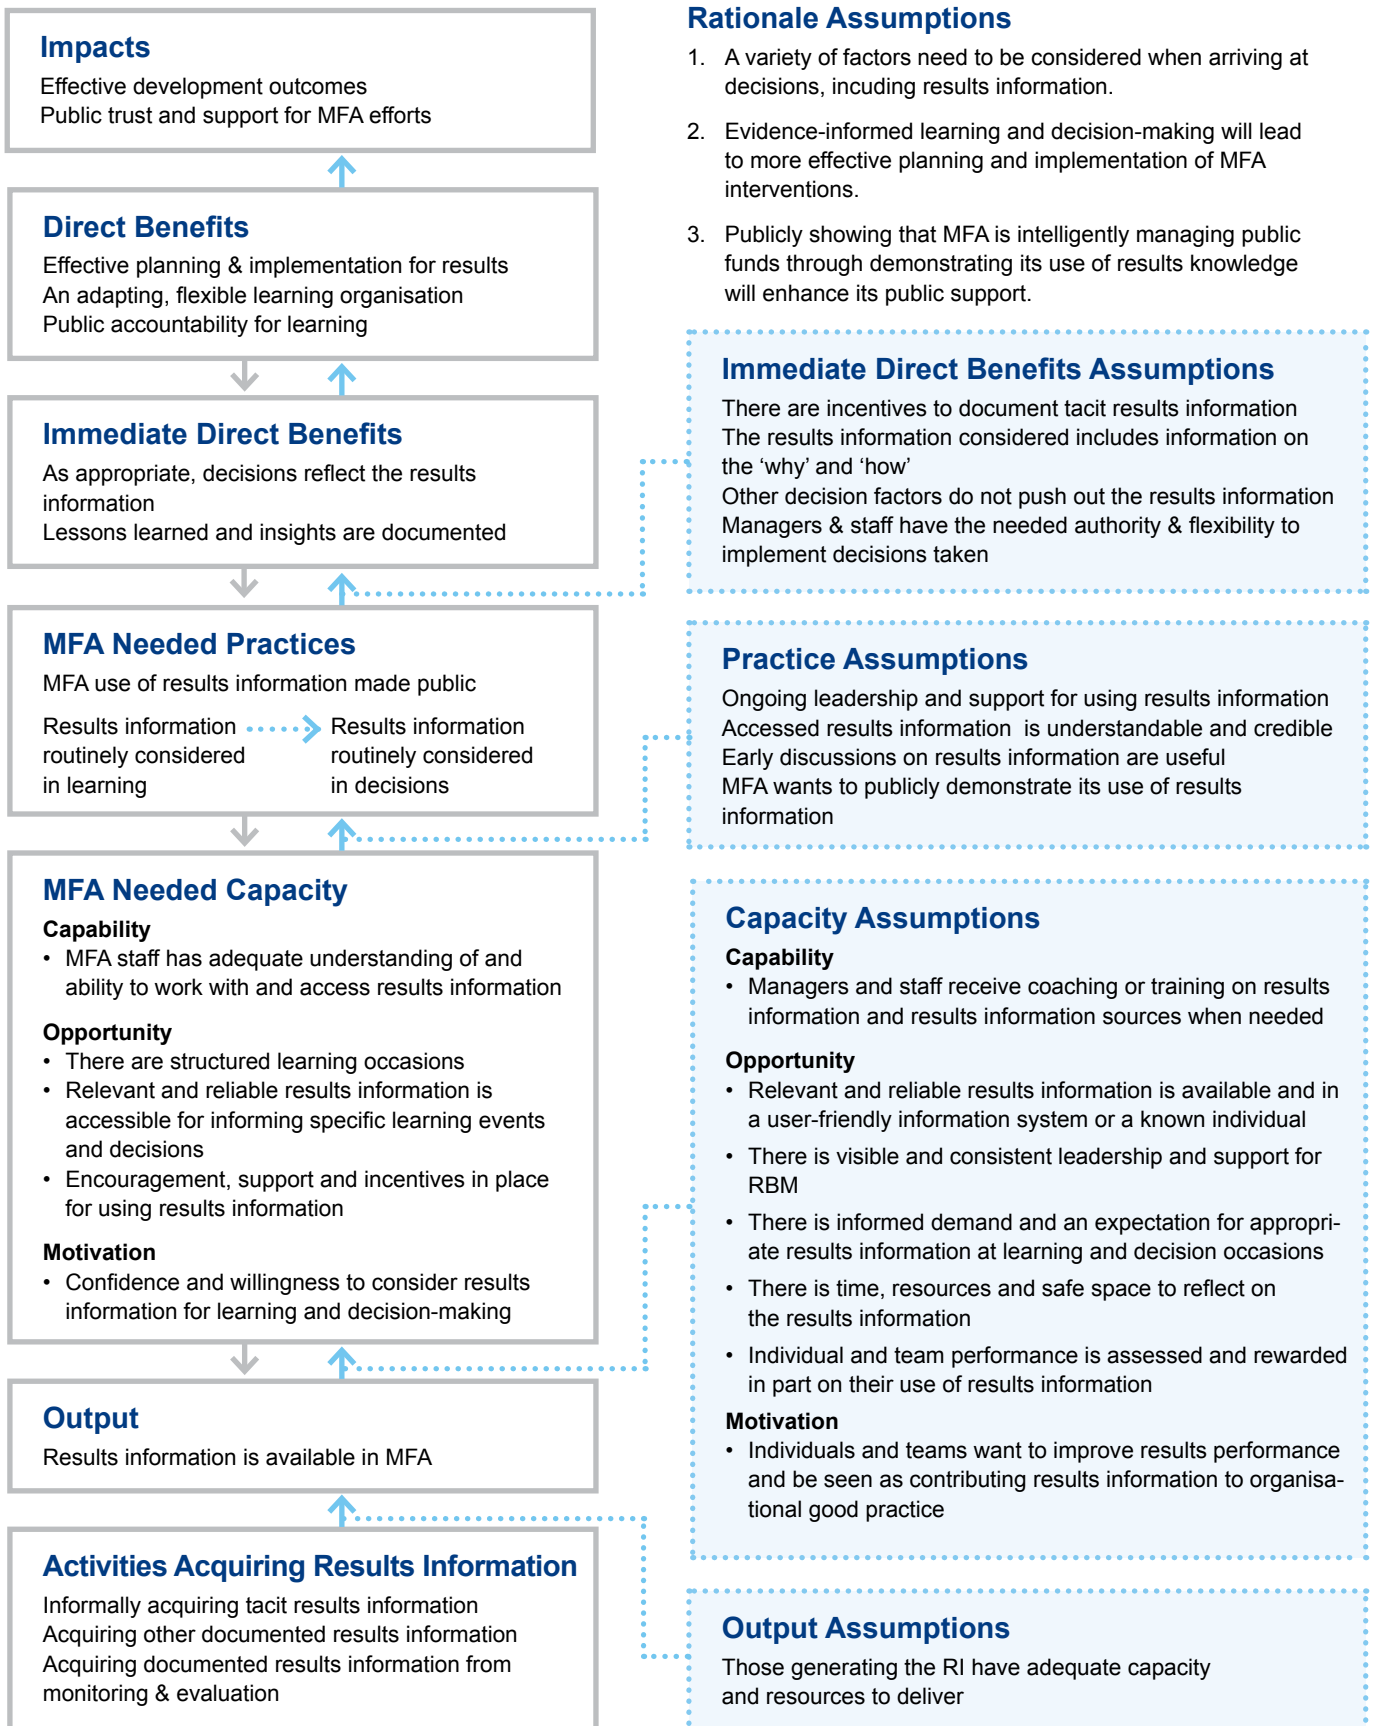 Impacts
Effective development outcomes
Public trust and support for MFA efforts
Direct Benefits
Effective planning & implementation for results
An adapting, flexible learning organisation
Public accountability for learning
Immediate Direct Benefits
As appropriate, decisions reflect the results
information
Lessons learned and insights are documented
MFA Needed Practices
MFA use of results information made public
Results information
routinely considered
in learning
Results information
routinely considered
in decisions
MFA Needed Capacity
Capability
• MFA staff has adequate understanding of and
ability to work with and access results information
Opportunity
• There are structured learning occasions
• Relevant and reliable results information is
accessible for informing specific learning events
and decisions
• Encouragement, support and incentives in place
for using results information
Motivation
• Confidence and willingness to consider results
information for learning and decision-making
Output
Results information is available in MFA
Activities Acquiring Results Information
Informally acquiring tacit results information
Acquiring other documented results information
Acquiring documented results information from
monitoring & evaluation
Rationale Assumptions
1. A variety of factors need to be considered when arriving at
decisions, incuding results information.
2. Evidence-informed learning and decision-making will lead
to more effective planning and implementation of MFA
interventions.
3. Publicly showing that MFA is intelligently managing public
funds through demonstrating its use of results knowledge
will enhance its public support.
Immediate Direct Benefits Assumptions
There are incentives to document tacit results information
The results information considered includes information on
the ‘why’ and ‘how’
Other decision factors do not push out the results information
Managers & staff have the needed authority & flexibility to
implement decisions taken
Practice Assumptions
Ongoing leadership and support for using results information
Accessed results information is understandable and credible
Early discussions on results information are useful
MFA wants to publicly demonstrate its use of results
information
Capacity Assumptions
Capability
• Managers and staff receive coaching or training on results
information and results information sources when needed
Opportunity
• Relevant and reliable results information is available and in
a user-friendly information system or a known individual
• There is visible and consistent leadership and support for
RBM
• There is informed demand and an expectation for appropri-
ate results information at learning and decision occasions
• There is time, resources and safe space to reflect on
the results information
• Individual and team performance is assessed and rewarded
in part on their use of results information
Motivation
• Individuals and teams want to improve results performance
and be seen as contributing results information to organisa-
tional good practice
Output Assumptions
Those generating the RI have adequate capacity
and resources to deliver